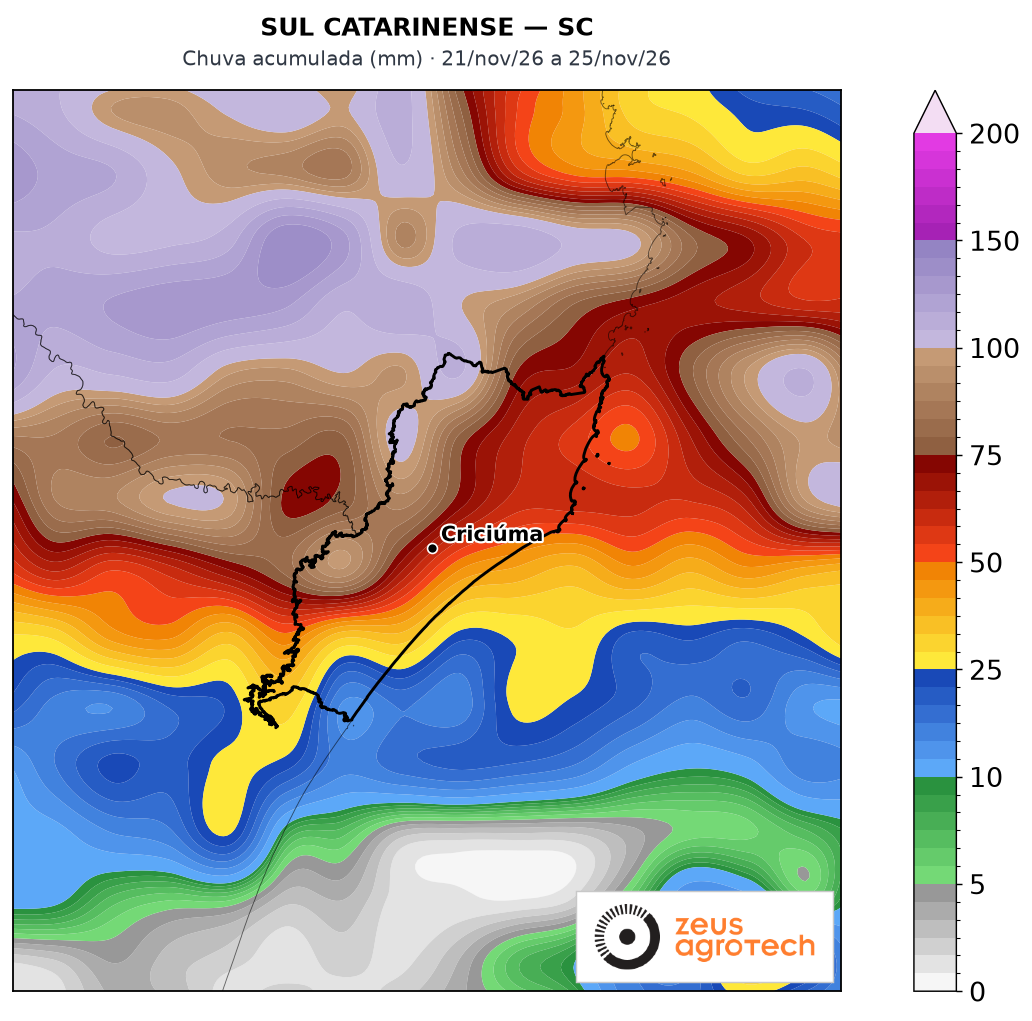 SUL CATARINENSE — SC
Chuva acumulada (mm) · 21/nov/26 a 25/nov/26
200
150
100
75
50
25
10
5
0
Criciúma
zeus
agrotech